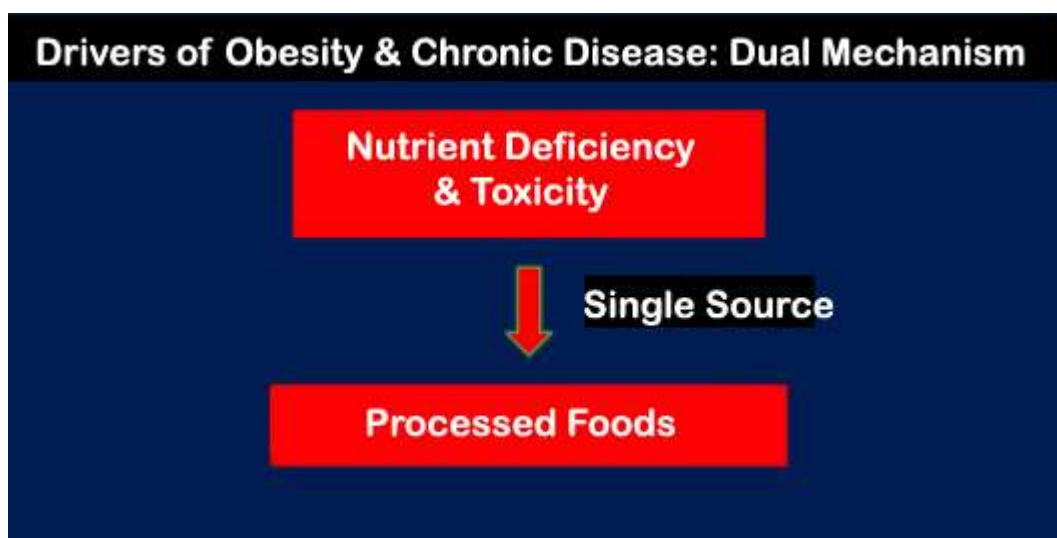 Drivers of Obesity & Chronic Disease: Dual Mechanism
Nutrient Deficiency
& Toxicity
Single Source
Processed Foods